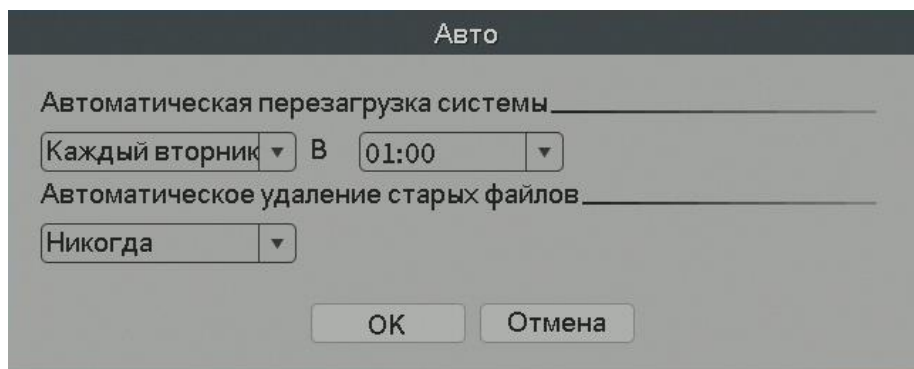 Авто
Автоматическая перезагрузка системы
Каждый вторник В 01:00
Автоматическое удаление старых файлов
Никогда
OK Отмена